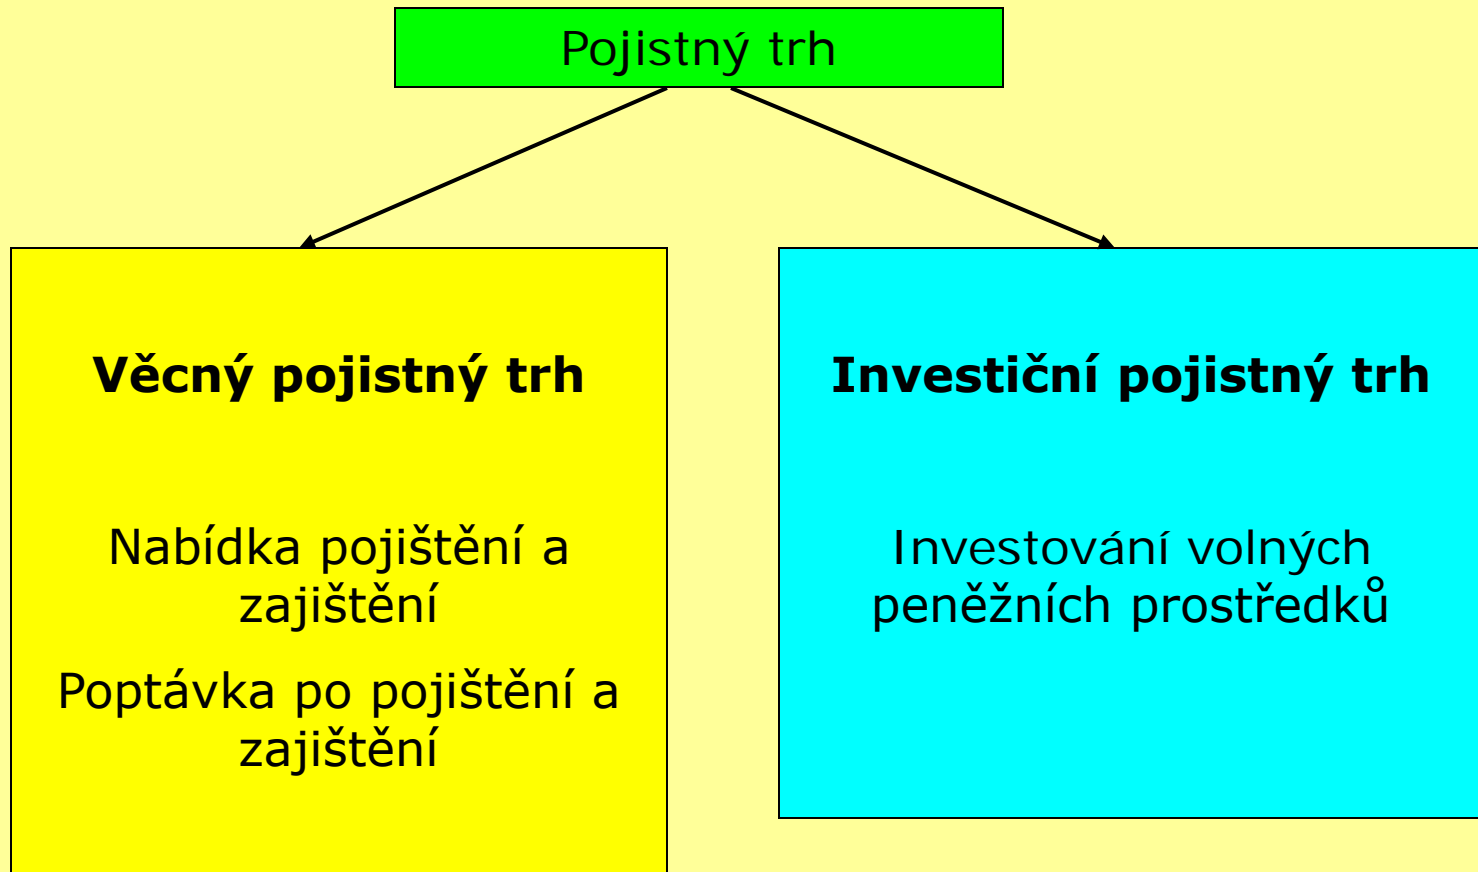 Pojistný trh
Věcný pojistný trh
Nabídka pojištění a
zajištění
Poptávka po pojištění a
zajištění
Investiční pojistný trh
Investování volných
peněžních prostředků